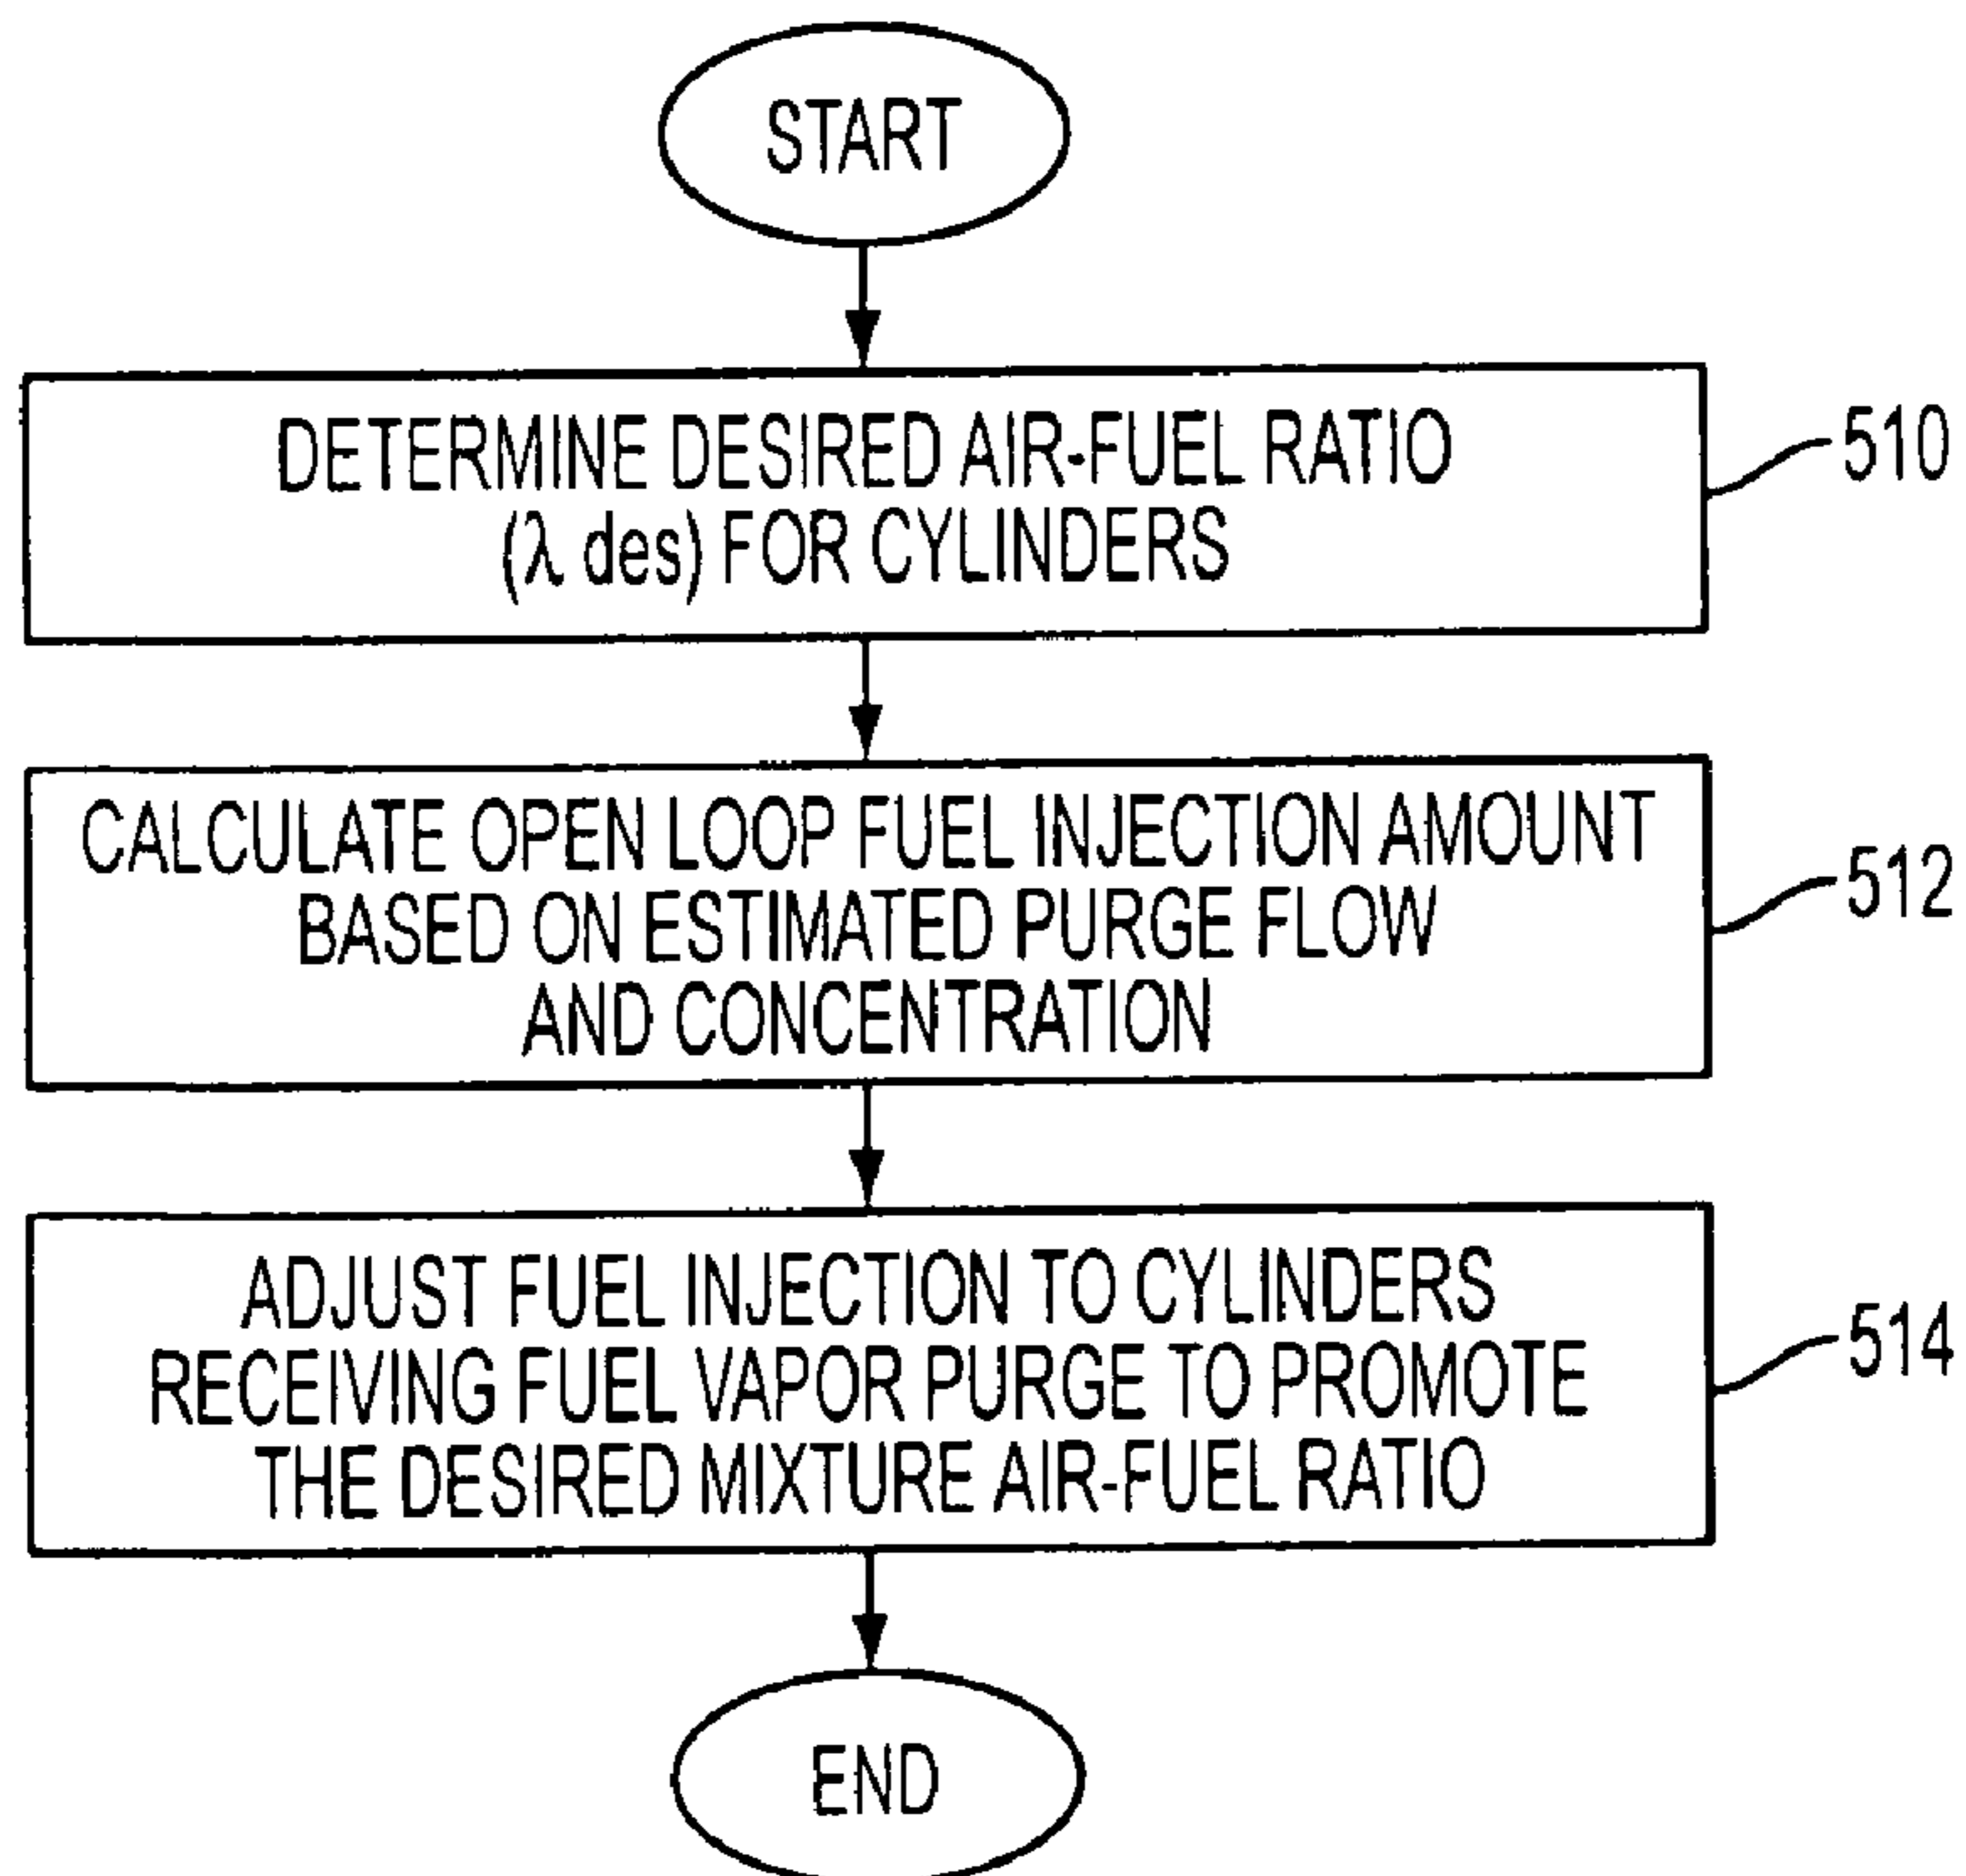 START
DETERMINE DESIRED AIR-FUEL RATIO
(λ des) FOR CYLINDERS
510
CALCULATE OPEN LOOP FUEL INJECTION AMOUNT
BASED ON ESTIMATED PURGE FLOW
AND CONCENTRATION
512
ADJUST FUEL INJECTION TO CYLINDERS
RECEIVING FUEL VAPOR PURGE TO PROMOTE
THE DESIRED MIXTURE AIR-FUEL RATIO
514
END